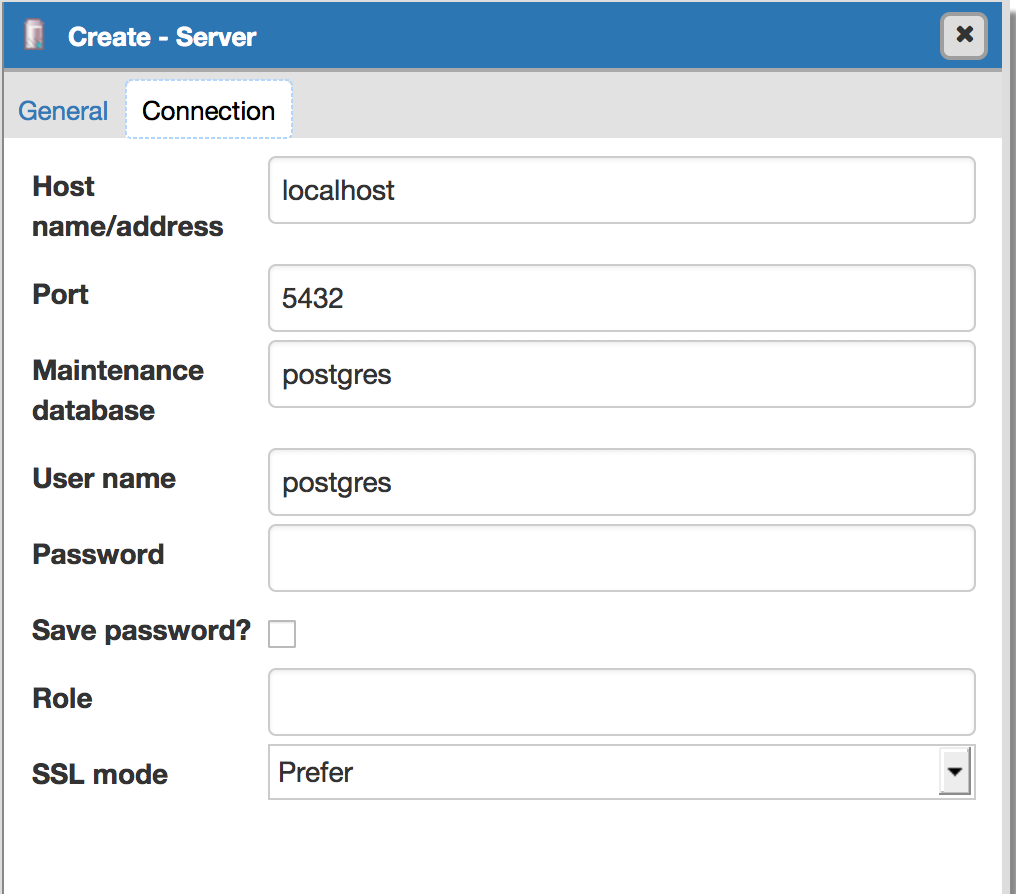 Create - Server
General Connection
Host
name/address
localhost
Port
5432
Maintenance
database
postgres
User name
postgres
Password
Save password?
Role
SSL mode
Prefer